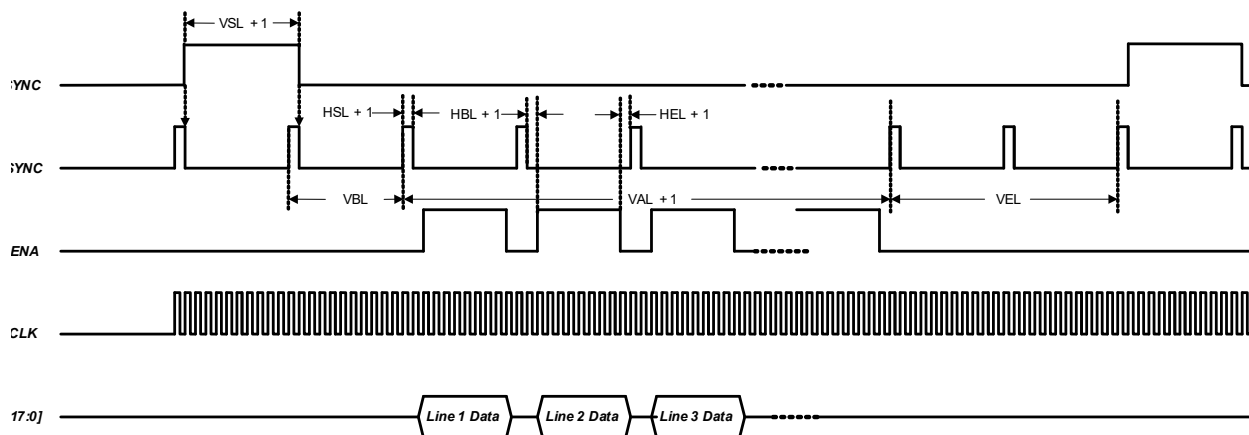 VSL + 1
SYNC
HSL + 1
HBL + 1
HEL + 1
SYNC
VBL
VAL + 1
VEL
ENA
CLK
17:0]
Line 1 Data
Line 2 Data
Line 3 Data